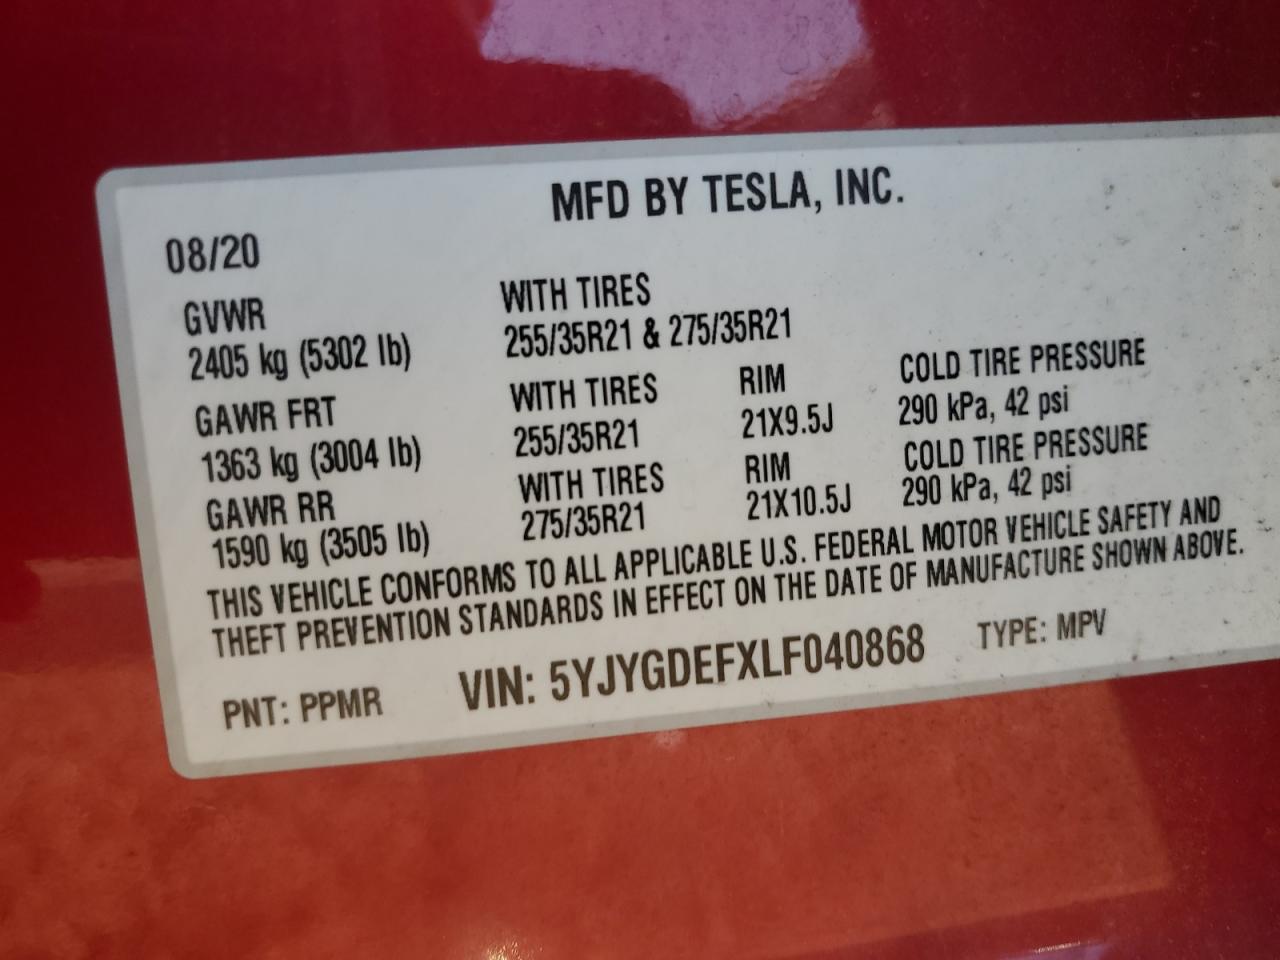 MFD BY TESLA, INC.
08/20
GVWR WITH TIRES
2405 kg (5302 lb) 255/35R21 & 275/35R21
GAWR FRT WITH TIRES RIM COLD TIRE PRESSURE
1363 kg (3004 lb) 255/35R21 21X9.5J 290 kPa, 42 psi
GAWR RR WITH TIRES RIM COLD TIRE PRESSURE
1590 kg (3505 lb) 275/35R21 21X10.5J 290 kPa, 42 psi
THIS VEHICLE CONFORMS TO ALL APPLICABLE U.S. FEDERAL MOTOR VEHICLE SAFETY AND
THEFT PREVENTION STANDARDS IN EFFECT ON THE DATE OF MANUFACTURE SHOWN ABOVE.
PNT: PPMR VIN: 5YJYGDEFXLF040868 TYPE: MPV